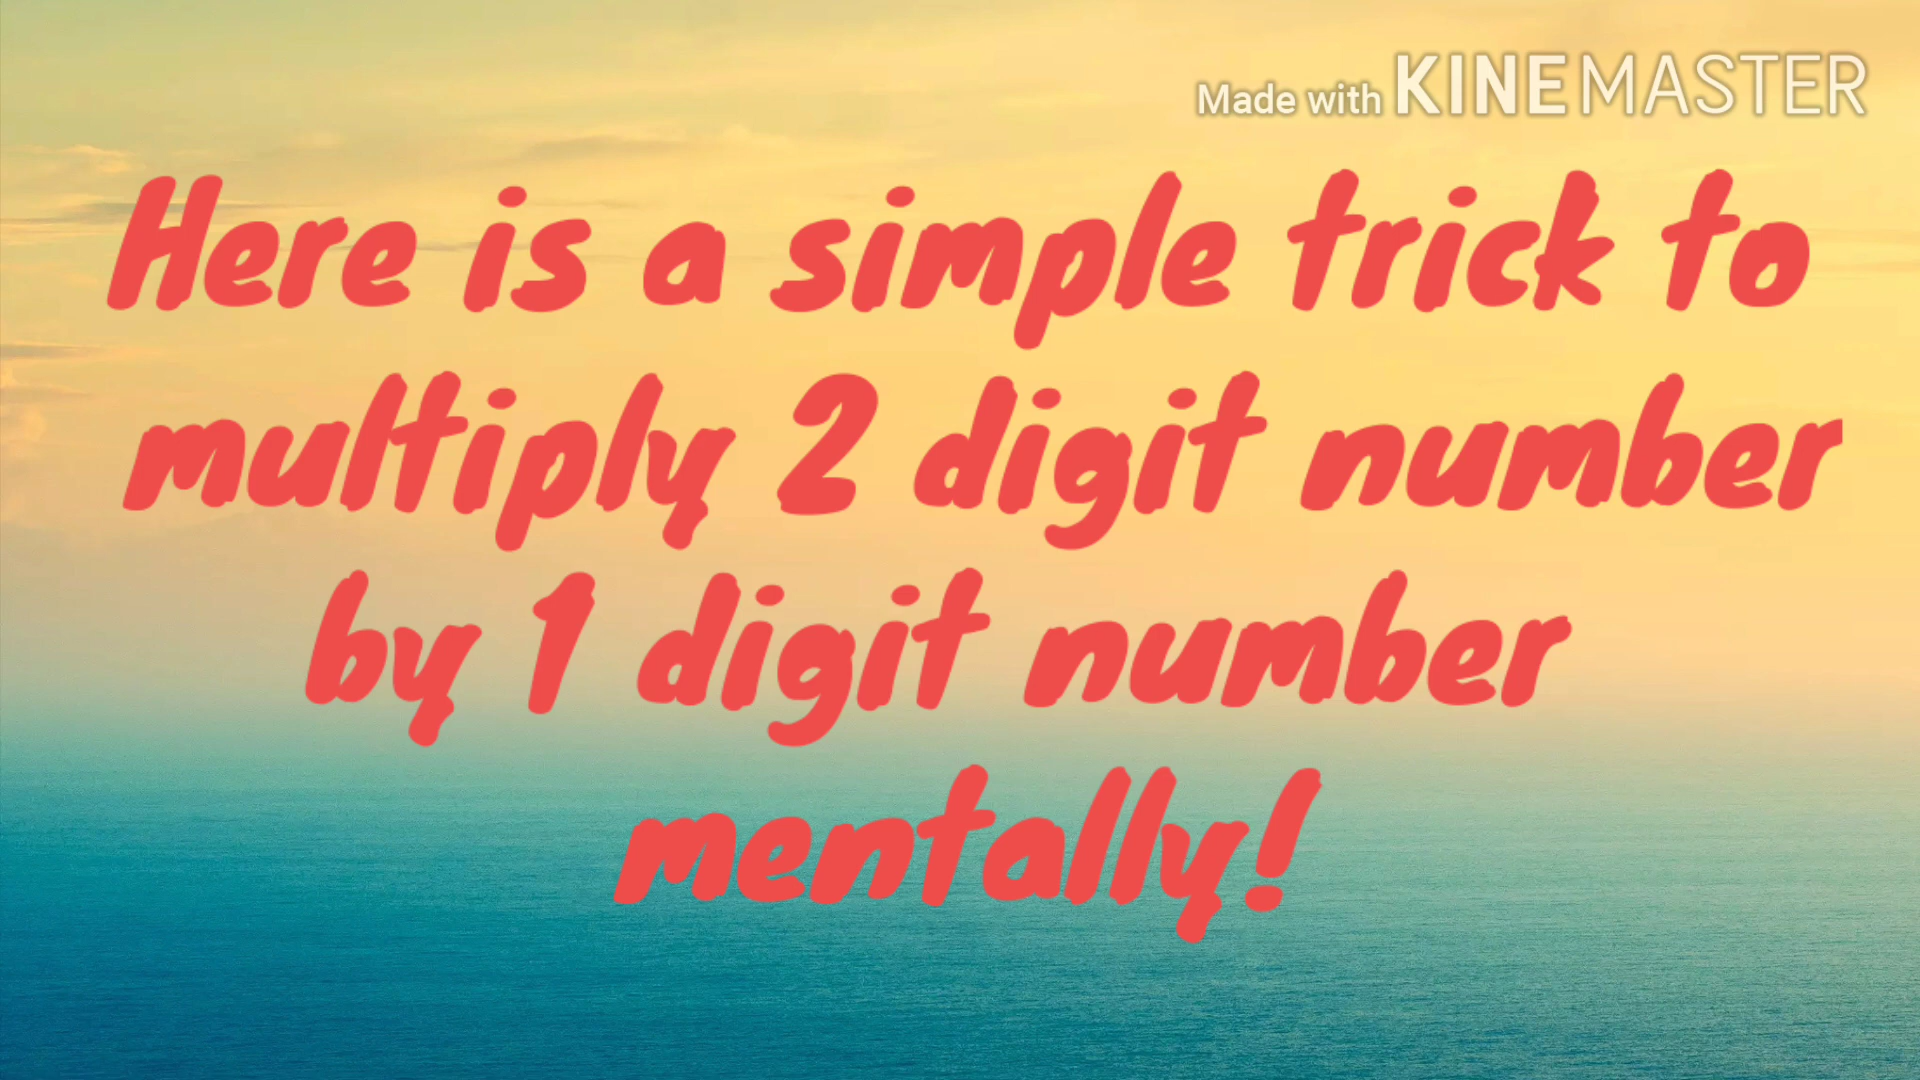 Made with KINEMASTER
Here is a simple trick to
multiply 2 digit number
by 1 digit number
mentally!